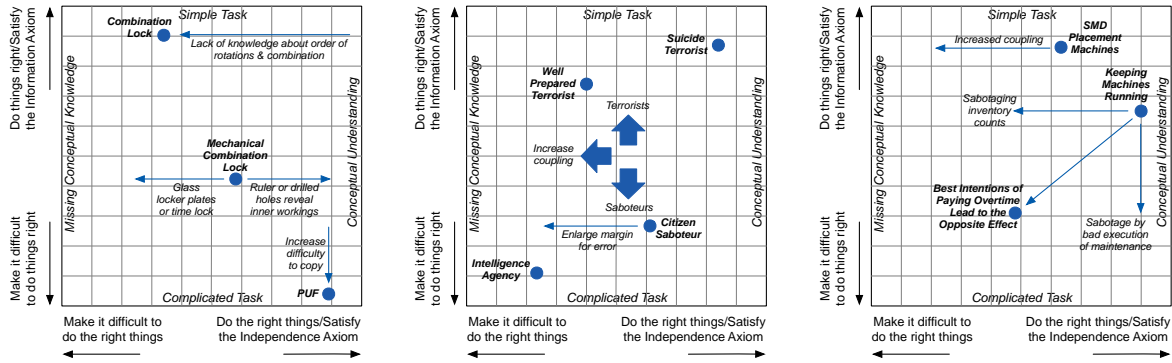 Do things right/Satisfy
the Information Axiom
Make it difficult
to do things right
Simple Task
Missing Conceptual Knowledge
Conceptual Understanding
Combination
Lock
Lack of knowledge about order of
rotations & combination
Mechanical
Combination
Lock
Glass
locker plates
or time lock
Ruler or drilled
holes reveal
inner workings
Increase
difficulty
to copy
PUF
Complicated Task
Make it difficult to
do the right things
Do the right things/Satisfy
the Independence Axiom
Do things right/Satisfy
the Information Axiom
Make it difficult
to do things right
Simple Task
Missing Conceptual Knowledge
Conceptual Understanding
Suicide
Terrorist
Well
Prepared
Terrorist
Terrorists
Increase
coupling
Saboteurs
Enlarge margin
for error
Citizen
Saboteur
Intelligence
Agency
Complicated Task
Make it difficult to
do the right things
Do the right things/Satisfy
the Independence Axiom
Do things right/Satisfy
the Information Axiom
Make it difficult
to do things right
Simple Task
Missing Conceptual Knowledge
Conceptual Understanding
Increased coupling
SMD
Placement
Machines
Keeping
Machines
Running
Sabotaging
inventory
counts
Best Intentions of
Paying Overtime
Lead to the
Opposite Effect
Sabotage by
bad execution
of maintenance
Complicated Task
Make it difficult to
do the right things
Do the right things/Satisfy
the Independence Axiom